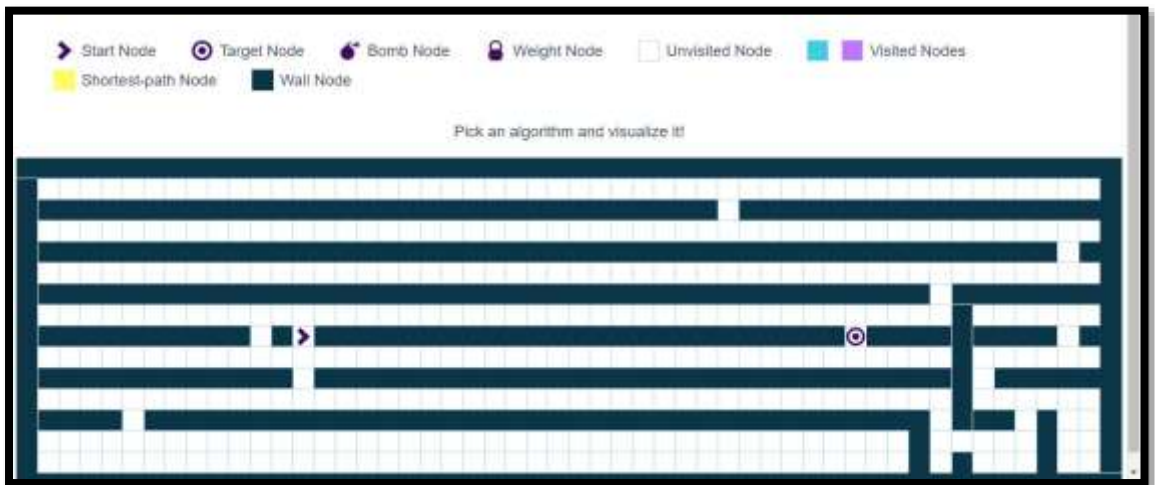 Start Node Target Node Bomb Node Weight Node Unvisited Node Visited Nodes
Shortest-path Node Wall Node
Pick an algorithm and visualize it!